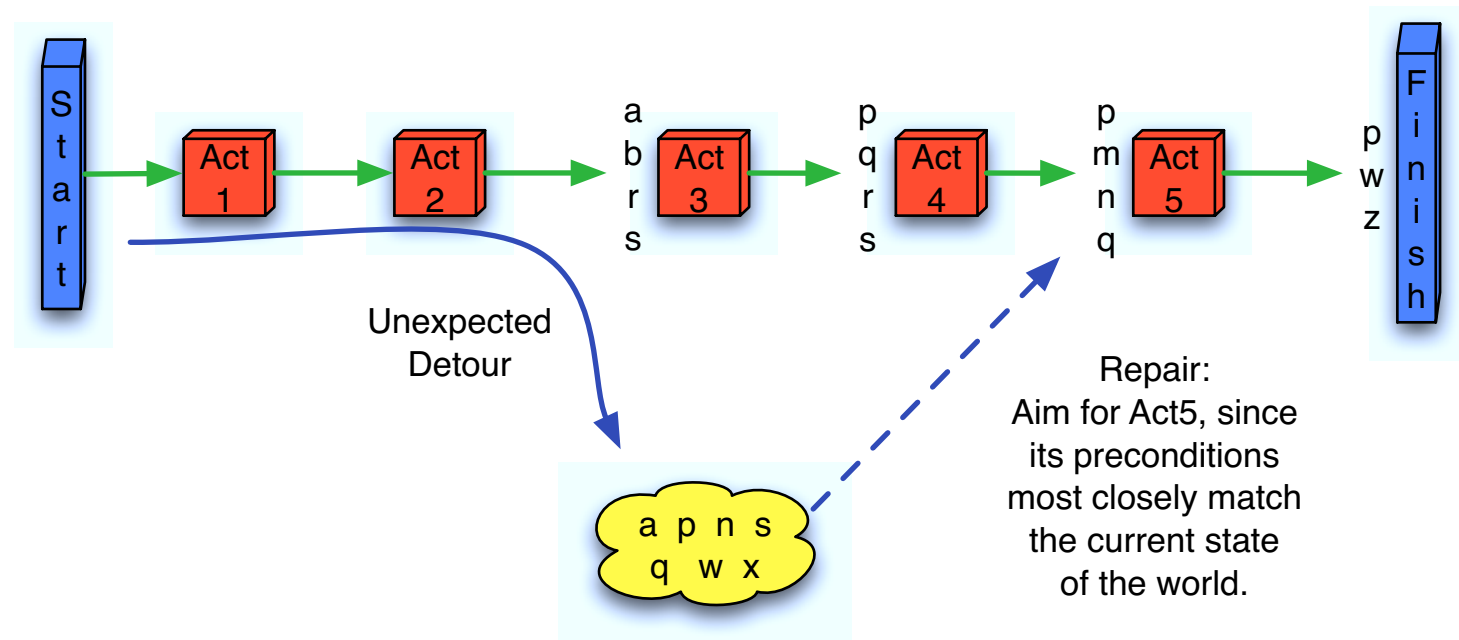 Start
Act
1
Act
2
a
b
r
s
Act
3
p
q
r
s
Act
4
p
m
n
q
Act
5
p
w
z
Finish
Unexpected
Detour
a p n s
q w x
Repair:
Aim for Act5, since
its preconditions
most closely match
the current state
of the world.